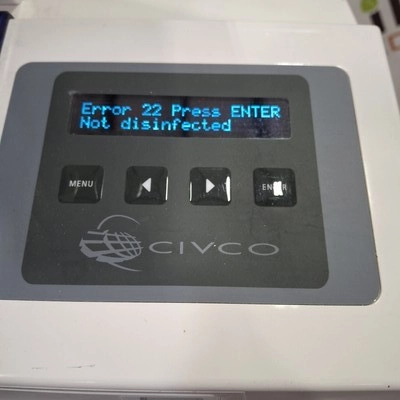 Error 22 Press ENTER
Not disinfected
MENU
ENTER
CIVCO